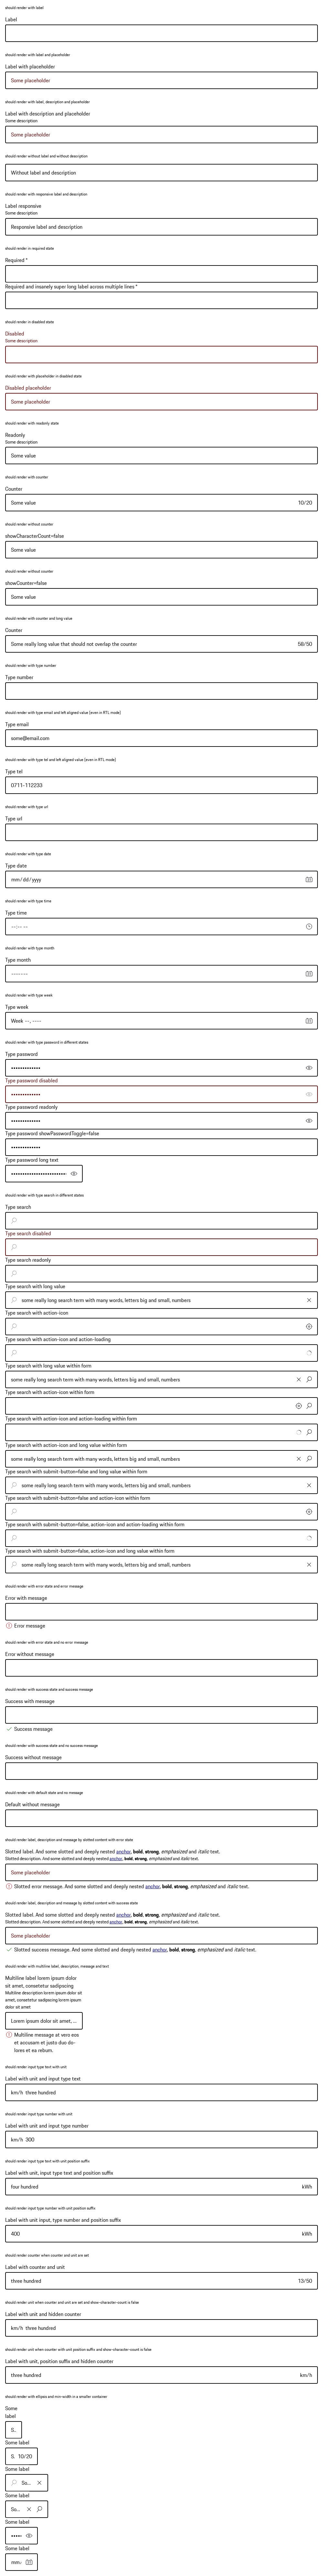 should render with label
Label
should render with label and placeholder
Label with placeholder
Some placeholder
should render with label, description and placeholder
Label with description and placeholder
Some description
Some placeholder
should render without label and without description
Without label and description
should render with responsive label and description
Label responsive
Some description
Responsive label and description
should render in required state
Required *
Required and insanely super long label across multiple lines *
should render in disabled state
Disabled
Some description
should render with placeholder in disabled state
Disabled placeholder
Some placeholder
should render with readonly state
Readonly
Some description
Some value
should render with counter
Counter
Some value 10/20
should render without counter
showCharacterCount=false
Some value
should render without counter
showCounter=false
Some value
should render with counter and long value
Counter
Some really long value that should not overlap the counter 58/50
should render with type number
Type number
should render with type email and left aligned value (even in RTL mode)
Type email
some@email.com
should render with type tel and left aligned value (even in RTL mode)
Type tel
0711-112233
should render with type url
Type url
should render with type date
Type date
mm/dd/yyyy
should render with type time
Type time
--:-- --
should render with type month
Type month
-------
should render with type week
Type week
Week --, ----
should render with type password in different states
Type password
•••••••••••••
Type password disabled
•••••••••••••
Type password readonly
•••••••••••••
Type password showPasswordToggle=false
•••••••••••••
Type password long text
•••••••••••••••••••••••••
should render with type search in different states
Type search
Type search disabled
Type search readonly
Type search with long value
some really long search term with many words, letters big and small, numbers
Type search with action-icon
Type search with action-icon and action-loading
Type search with long value within form
some really long search term with many words, letters big and small, numbers
Type search with action-icon within form
Type search with action-icon and action-loading within form
Type search with action-icon and long value within form
some really long search term with many words, letters big and small, numbers
Type search with submit-button=false and long value within form
some really long search term with many words, letters big and small, numbers
Type search with submit-button=false and action-icon within form
Type search with submit-button=false, action-icon and action-loading within form
Type search with submit-button=false, action-icon and long value within form
some really long search term with many words, letters big and small, numbers
should render with error state and error message
Error with message
Error message
should render with error state and no error message
Error without message
should render with success state and success message
Success with message
Success message
should render with success state and no success message
Success without message
should render with default state and no message
Default without message
should render label, description and message by slotted content with error state
Slotted label. And some slotted and deeply nested anchor, bold, strong, emphasized and italic text.
Slotted description. And some slotted and deeply nested anchor, bold, strong, emphasized and italic text.
Some placeholder
Slotted error message. And some slotted and deeply nested anchor, bold, strong, emphasized and italic text.
should render label, description and message by slotted content with success state
Slotted label. And some slotted and deeply nested anchor, bold, strong, emphasized and italic text.
Slotted description. And some slotted and deeply nested anchor, bold, strong, emphasized and italic text.
Some placeholder
Slotted success message. And some slotted and deeply nested anchor, bold, strong, emphasized and italic text.
should render with multiline label, description, message and text
Multiline label lorem ipsum dolor
sit amet, consetetur sadipscing
Multiline description lorem ipsum dolor sit
amet, consetetur sadipscing lorem ipsum
dolor sit amet
Lorem ipsum dolor sit amet, ...
Multiline message at vero eos
et accusam et justo duo do-
lores et ea rebum.
should render input type text with unit
Label with unit and input type text
km/h three hundred
should render input type number with unit
Label with unit and input type number
km/h 300
should render input type text with unit position suffix
Label with unit, input type text and position suffix
four hundred kWh
should render input type number with unit position suffix
Label with unit input, type number and position suffix
400 kWh
should render counter when counter and unit are set
Label with counter and unit
three hundred 13/50
should render unit when counter and unit are set and show-character-count is false
Label with unit and hidden counter
km/h three hundred
should render unit when counter with unit position suffix and show-character-count is false
Label with unit, position suffix and hidden counter
three hundred km/h
should render with ellipsis and min-width in a smaller container
Some
label
S...
Some label
S. 10/20
Some label
So...
Some label
So...
Some label
•••••
Some label
mm/